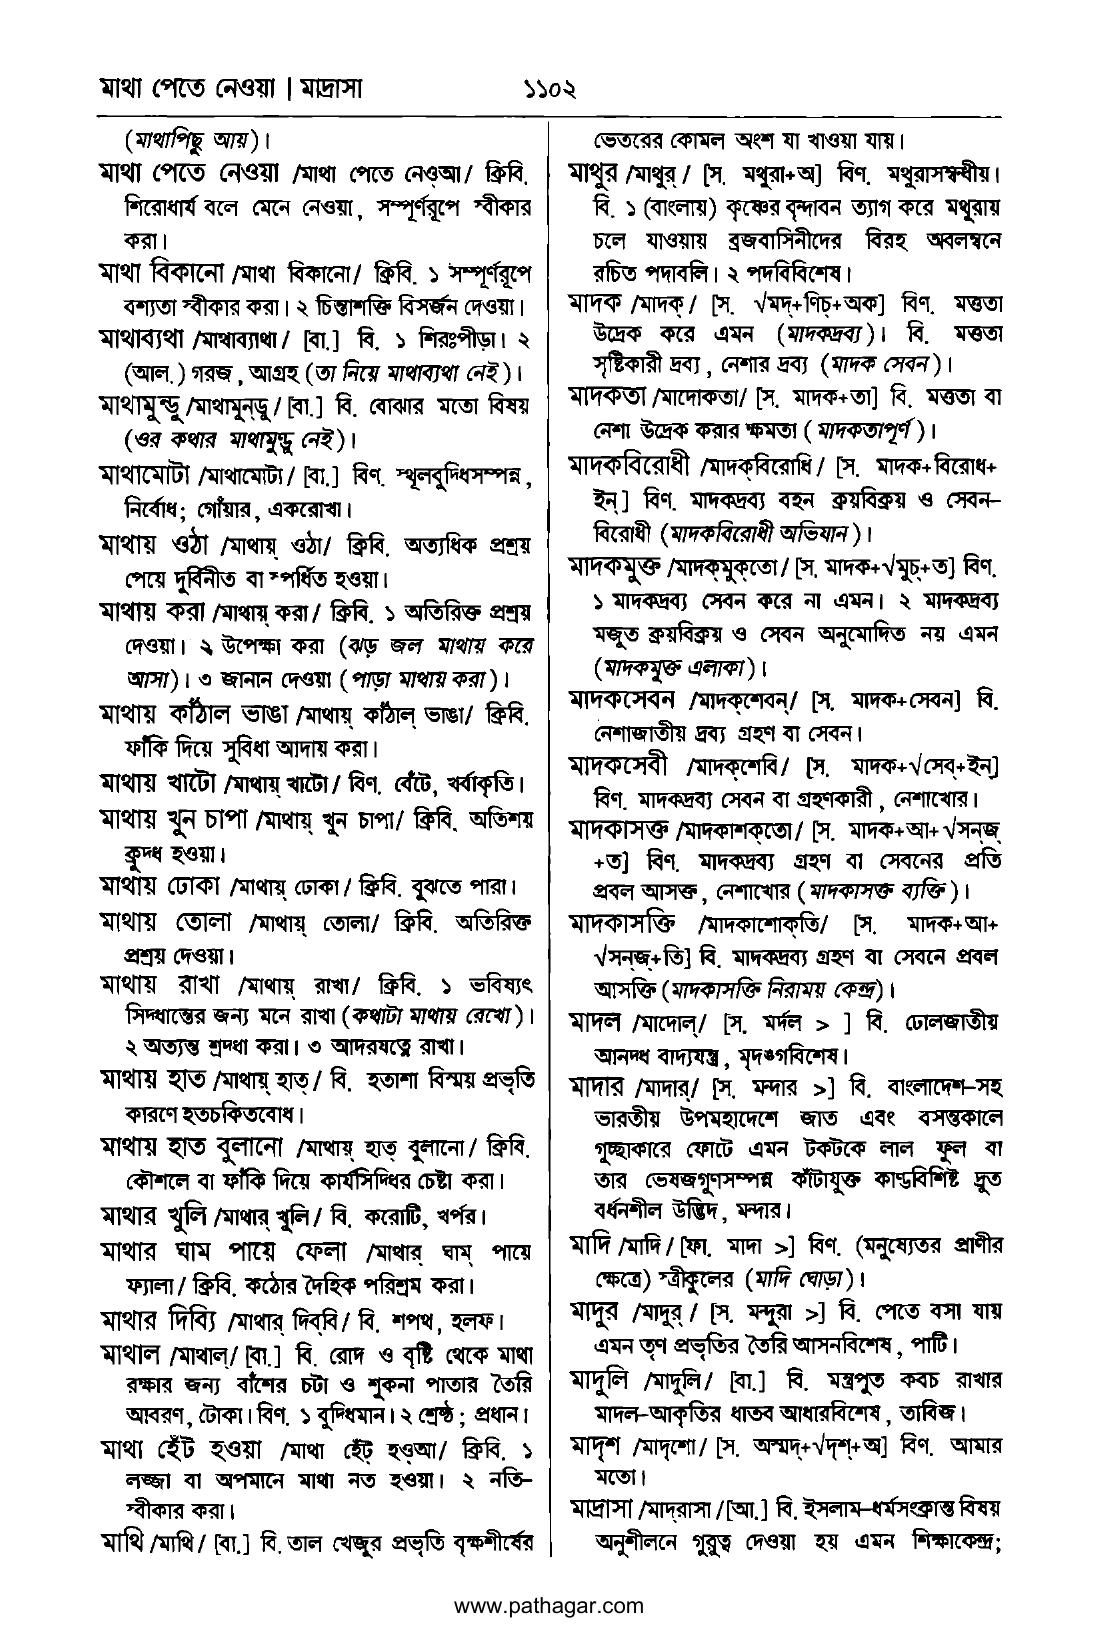 মাথা পেতে নেওয়া | মাদ্রাসা
১১০২
(মাথাপিছু আয়)।
মাথা পেতে নেওয়া /মাথা পেতে নেও্আ/ ক্রিবি.
শিরোধার্য বলে মেনে নেওয়া, সম্পূর্ণরূপে স্বীকার
করা।
মাথা বিকানো /মাথা বিকানো/ ক্রিবি. ১ সম্পূর্ণরূপে
বশ্যতা স্বীকার করা। ২ চিন্তাশক্তি বিসর্জন দেওয়া।
মাথাব্যথা /মাথাব্যাথা/ [বা.] বি. ১ শিরঃপীড়া। ২
(আল.) গরজ, আগ্রহ (তা নিয়ে মাথাব্যথা নেই)।
মাথামুন্ডু /মাথামুন্‌ডু/ [বা.] বি. বোঝার মতো বিষয়
(ওর কথার মাথামুন্ডু নেই)।
মাথামোটা /মাথামোটা/ [বা.] বিণ. স্থূলবুদ্ধিসম্পন্ন,
নির্বোধ; গোঁয়ার, একরোখা।
মাথায় ওঠা /মাথায়্ ওঠা/ ক্রিবি. অত্যধিক প্রশ্রয়
পেয়ে দুর্বিনীত বা স্পর্ধিত হওয়া।
মাথায় করা /মাথায়্ করা/ ক্রিবি. ১ অতিরিক্ত প্রশ্রয়
দেওয়া। ২ উপেক্ষা করা (ঝড় জল মাথায় করে
আসা)। ৩ জানান দেওয়া (পাড়া মাথায় করা)।
মাথায় কাঁঠাল ভাঙা /মাথায়্ কাঁঠাল্ ভাঙা/ ক্রিবি.
ফাঁকি দিয়ে সুবিধা আদায় করা।
মাথায় খাটো /মাথায়্ খাটো/ বিণ. বেঁটে, খর্বাকৃতি।
মাথায় খুন চাপা /মাথায়্ খুন চাপা/ ক্রিবি. অতিশয়
ক্রুদ্ধ হওয়া।
মাথায় ঢোকা /মাথায়্ ঢোকা/ ক্রিবি. বুঝতে পারা।
মাথায় তোলা /মাথায়্ তোলা/ ক্রিবি. অতিরিক্ত
প্রশ্রয় দেওয়া।
মাথায় রাখা /মাথায়্ রাখা/ ক্রিবি. ১ ভবিষ্যৎ
সিদ্ধান্তের জন্য মনে রাখা (কথাটা মাথায় রেখো)।
২ অত্যন্ত শ্রদ্ধা করা। ৩ আদরযত্নে রাখা।
মাথায় হাত /মাথায়্ হাত্/ বি. হতাশা বিস্ময় প্রভৃতি
কারণে হতচকিতবোধ।
মাথায় হাত বুলানো /মাথায়্ হাত্ বুলানো/ ক্রিবি.
কৌশলে বা ফাঁকি দিয়ে কার্যসিদ্ধির চেষ্টা করা।
মাথার খুলি /মাথার্ খুলি/ বি. করোটি, খর্পর।
মাথার ঘাম পায়ে ফেলা /মাথার্ ঘাম্ পায়ে
ফ্যালা/ ক্রিবি. কঠোর দৈহিক পরিশ্রম করা।
মাথার দিব্যি /মাথার্ দিব্‌বি/ বি. শপথ, হলফ।
মাথাল /মাথাল্/ [বা.] বি. রোদ ও বৃষ্টি থেকে মাথা
রক্ষার জন্য বাঁশের চটা ও শুকনা পাতার তৈরি
আবরণ, টোকা। বিণ. ১ বুদ্ধিমান। ২ শ্রেষ্ঠ; প্রধান।
মাথা হেঁট হওয়া /মাথা হেঁট্ হও্আ/ ক্রিবি. ১
লজ্জা বা অপমানে মাথা নত হওয়া। ২ নতি-
স্বীকার করা।
মাথি /মাথি/ [বা.] বি. তাল খেজুর প্রভৃতি বৃক্ষশীর্ষের
ভেতরের কোমল অংশ যা খাওয়া যায়।
মাথুর /মাথুর্/ [স. মথুরা+অ] বিণ. মথুরাসম্বন্ধীয়।
বি. ১ (বাংলায়) কৃষ্ণের বৃন্দাবন ত্যাগ করে মথুরায়
চলে যাওয়ায় ব্রজবাসিনীদের বিরহ অবলম্বনে
রচিত পদাবলি। ২ পদবিবিশেষ।
মাদক /মাদক্/ [স. √মদ্+ণিচ্+অক] বিণ. মত্ততা
উদ্রেক করে এমন (মাদকদ্রব্য)। বি. মত্ততা
সৃষ্টিকারী দ্রব্য, নেশার দ্রব্য (মাদক সেবন)।
মাদকতা /মাদোকতা/ [স. মাদক+তা] বি. মত্ততা বা
নেশা উদ্রেক করার ক্ষমতা (মাদকতাপূর্ণ)।
মাদকবিরোধী /মাদক্‌বিরোধি/ [স. মাদক+বিরোধ+
ইন্] বিণ. মাদকদ্রব্য বহন ক্রয়বিক্রয় ও সেবন-
বিরোধী (মাদকবিরোধী অভিযান)।
মাদকমুক্ত /মাদক্‌মুক্‌তো/ [স. মাদক+√মুচ্+ত] বিণ.
১ মাদকদ্রব্য সেবন করে না এমন। ২ মাদকদ্রব্য
মজুত ক্রয়বিক্রয় ও সেবন অনুমোদিত নয় এমন
(মাদকমুক্ত এলাকা)।
মাদকসেবন /মাদক্‌শেবন্/ [স. মাদক+সেবন] বি.
নেশাজাতীয় দ্রব্য গ্রহণ বা সেবন।
মাদকসেবী /মাদক্‌শেবি/ [স. মাদক+√সেব্+ইন্]
বিণ. মাদকদ্রব্য সেবন বা গ্রহণকারী, নেশাখোর।
মাদকাসক্ত /মাদকাশক্‌তো/ [স. মাদক+আ+√সন্‌জ্
+ত] বিণ. মাদকদ্রব্য গ্রহণ বা সেবনের প্রতি
প্রবল আসক্ত, নেশাখোর (মাদকাসক্ত ব্যক্তি)।
মাদকাসক্তি /মাদকাশোক্‌তি/ [স. মাদক+আ+
√সন্‌জ্+তি] বি. মাদকদ্রব্য গ্রহণ বা সেবনে প্রবল
আসক্তি (মাদকাসক্তি নিরাময় কেন্দ্র)।
মাদল /মাদোল্/ [স. মর্দল > ] বি. ঢোলজাতীয়
আনদ্ধ বাদ্যযন্ত্র, মৃদঙ্গবিশেষ।
মাদার /মাদার্/ [স. মন্দার >] বি. বাংলাদেশ-সহ
ভারতীয় উপমহাদেশে জাত এবং বসন্তকালে
গুচ্ছাকারে ফোটে এমন টকটকে লাল ফুল বা
তার ভেষজগুণসম্পন্ন কাঁটাযুক্ত কাণ্ডবিশিষ্ট দ্রুত
বর্ধনশীল উদ্ভিদ, মন্দার।
মাদি /মাদি/ [ফা. মাদা >] বিণ. (মনুষ্যেতর প্রাণীর
ক্ষেত্রে) স্ত্রীকুলের (মাদি ঘোড়া)।
মাদুর /মাদুর্/ [স. মন্দুরা >] বি. পেতে বসা যায়
এমন তৃণ প্রভৃতির তৈরি আসনবিশেষ, পাটি।
মাদুলি /মাদুলি/ [বা.] বি. মন্ত্রপূত কবচ রাখার
মাদল-আকৃতির ধাতব আধারবিশেষ, তাবিজ।
মাদৃশ /মাদৃশো/ [স. অস্মদ্+√দৃশ্+অ] বিণ. আমার
মতো।
মাদ্রাসা /মাদ্‌রাসা/ [আ.] বি. ইসলাম-ধর্মসংক্রান্ত বিষয়
অনুশীলনে গুরুত্ব দেওয়া হয় এমন শিক্ষাকেন্দ্র;
www.pathagar.com